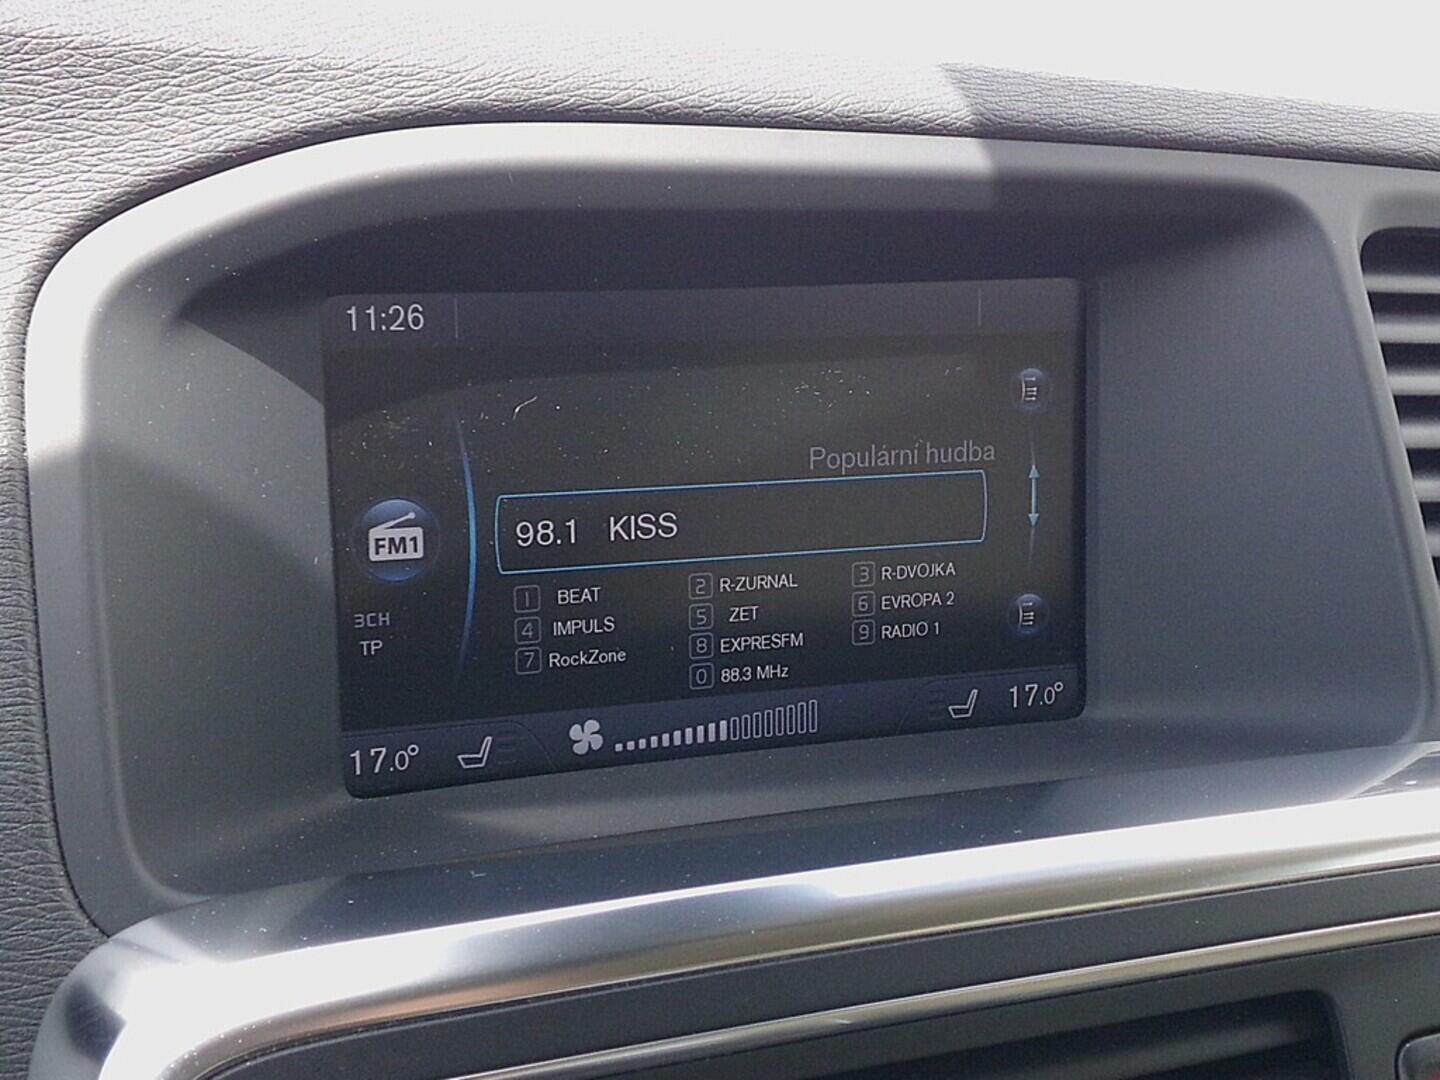 11:26
Populární hudba
98.1 KISS
FM1
1 BEAT 2 R-ZURNAL 3 R-DVOJKA
4 IMPULS 5 ZET 6 EVROPA 2
7 RockZone 8 EXPRESFM 9 RADIO 1
0 88.3 MHz
3CH
TP
17.0° 17.0°